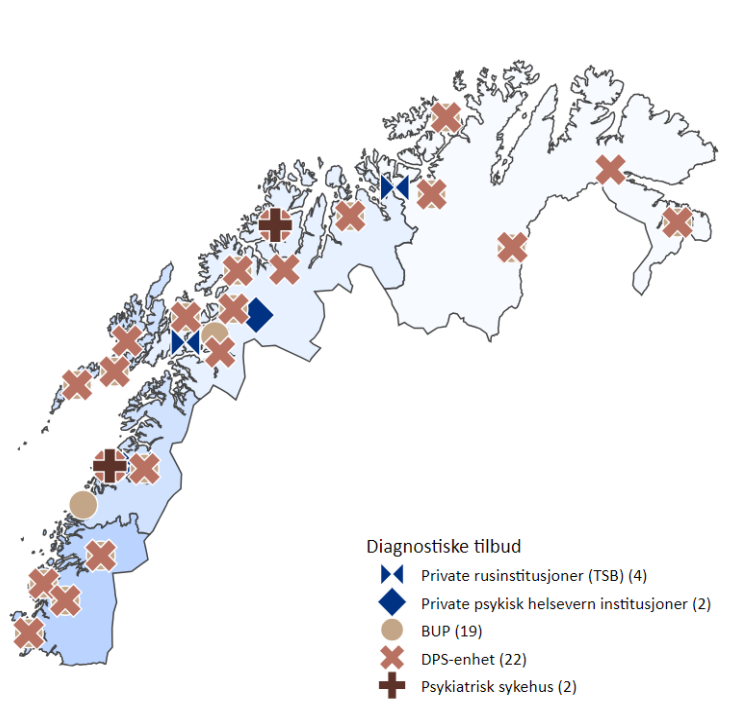 Diagnostiske tilbud
Private rusinstitusjoner (TSB) (4)
Private psykisk helsevern institusjoner (2)
BUP (19)
DPS-enhet (22)
Psykiatrisk sykehus (2)